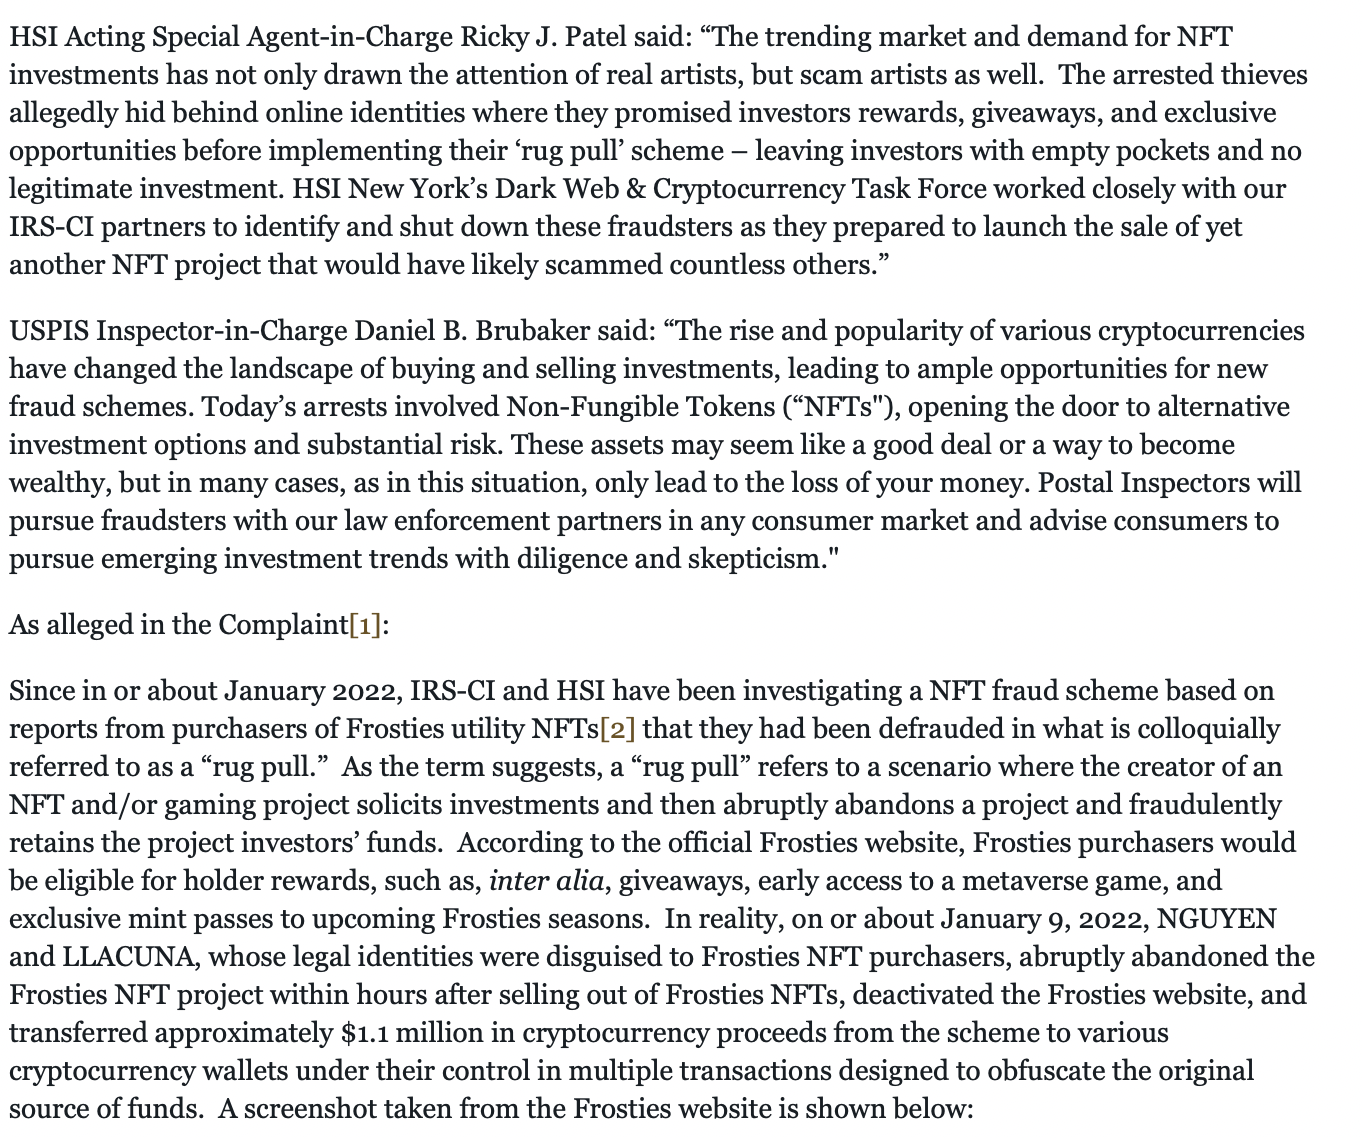 HSI Acting Special Agent-in-Charge Ricky J. Patel said: “The trending market and demand for NFT
investments has not only drawn the attention of real artists, but scam artists as well.  The arrested thieves
allegedly hid behind online identities where they promised investors rewards, giveaways, and exclusive
opportunities before implementing their ‘rug pull’ scheme – leaving investors with empty pockets and no
legitimate investment. HSI New York’s Dark Web & Cryptocurrency Task Force worked closely with our
IRS-CI partners to identify and shut down these fraudsters as they prepared to launch the sale of yet
another NFT project that would have likely scammed countless others.”
USPIS Inspector-in-Charge Daniel B. Brubaker said: “The rise and popularity of various cryptocurrencies
have changed the landscape of buying and selling investments, leading to ample opportunities for new
fraud schemes. Today’s arrests involved Non-Fungible Tokens (“NFTs"), opening the door to alternative
investment options and substantial risk. These assets may seem like a good deal or a way to become
wealthy, but in many cases, as in this situation, only lead to the loss of your money. Postal Inspectors will
pursue fraudsters with our law enforcement partners in any consumer market and advise consumers to
pursue emerging investment trends with diligence and skepticism."
As alleged in the Complaint[1]:
Since in or about January 2022, IRS-CI and HSI have been investigating a NFT fraud scheme based on
reports from purchasers of Frosties utility NFTs[2] that they had been defrauded in what is colloquially
referred to as a “rug pull.”  As the term suggests, a “rug pull” refers to a scenario where the creator of an
NFT and/or gaming project solicits investments and then abruptly abandons a project and fraudulently
retains the project investors’ funds.  According to the official Frosties website, Frosties purchasers would
be eligible for holder rewards, such as, inter alia, giveaways, early access to a metaverse game, and
exclusive mint passes to upcoming Frosties seasons.  In reality, on or about January 9, 2022, NGUYEN
and LLACUNA, whose legal identities were disguised to Frosties NFT purchasers, abruptly abandoned the
Frosties NFT project within hours after selling out of Frosties NFTs, deactivated the Frosties website, and
transferred approximately $1.1 million in cryptocurrency proceeds from the scheme to various
cryptocurrency wallets under their control in multiple transactions designed to obfuscate the original
source of funds.  A screenshot taken from the Frosties website is shown below: